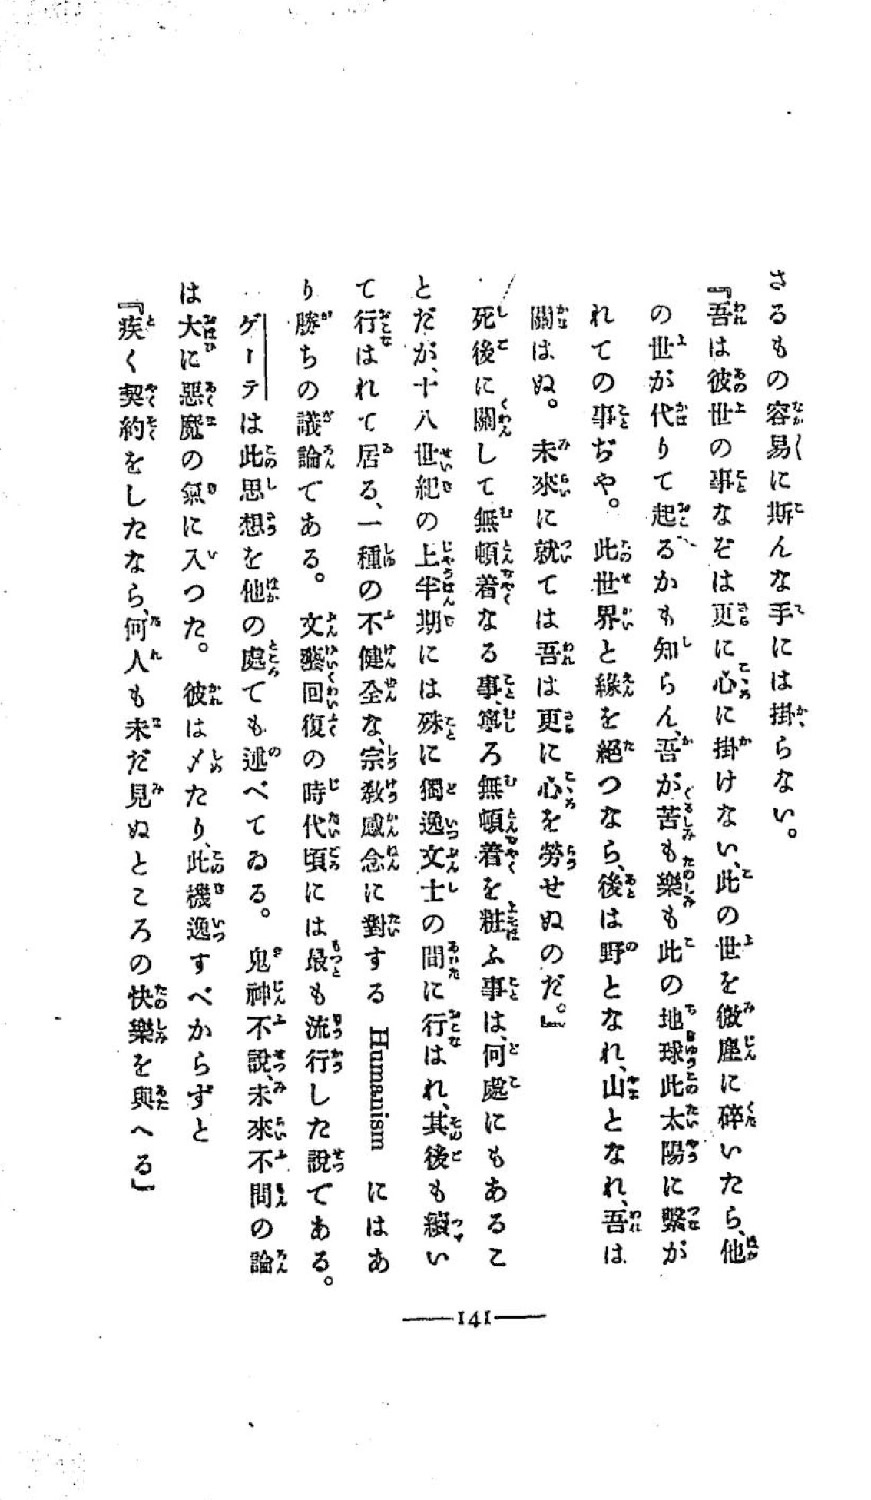 さるもの容易に斯んな手には掛らない。
『吾は彼世の事なぞは更に心に掛けない、此の世を微塵に碎いたら、他
の世が代りて起るかも知らん、吾が苦も樂も此の地球此太陽に繫が
れての事ぢや。此世界と緣を絕つなら、後は野となれ、山となれ、吾は
關はぬ。未來に就ては吾は更に心を勞せぬのだ。』
死後に關して無頓着なる事、寧ろ無頓着を粧ふ事は、何處にもあるこ
とだが、十八世紀の上半期には殊に獨逸文士の間に行はれ、其後も續い
て行はれて居る、一種の不健全な、宗敎感念に對する Humanism にはあ
り勝ちの議論である。文藝回復の時代頃には最も流行した說である。
ゲーテは此思想を他の處ても述べてゐる。鬼神不說、未來不問の論
は大に惡魔の氣に入つた。彼は〆たり、此機逸すべからずと
『疾く契約をしたなら、何人も未だ見ぬところの快樂を與へる』
141